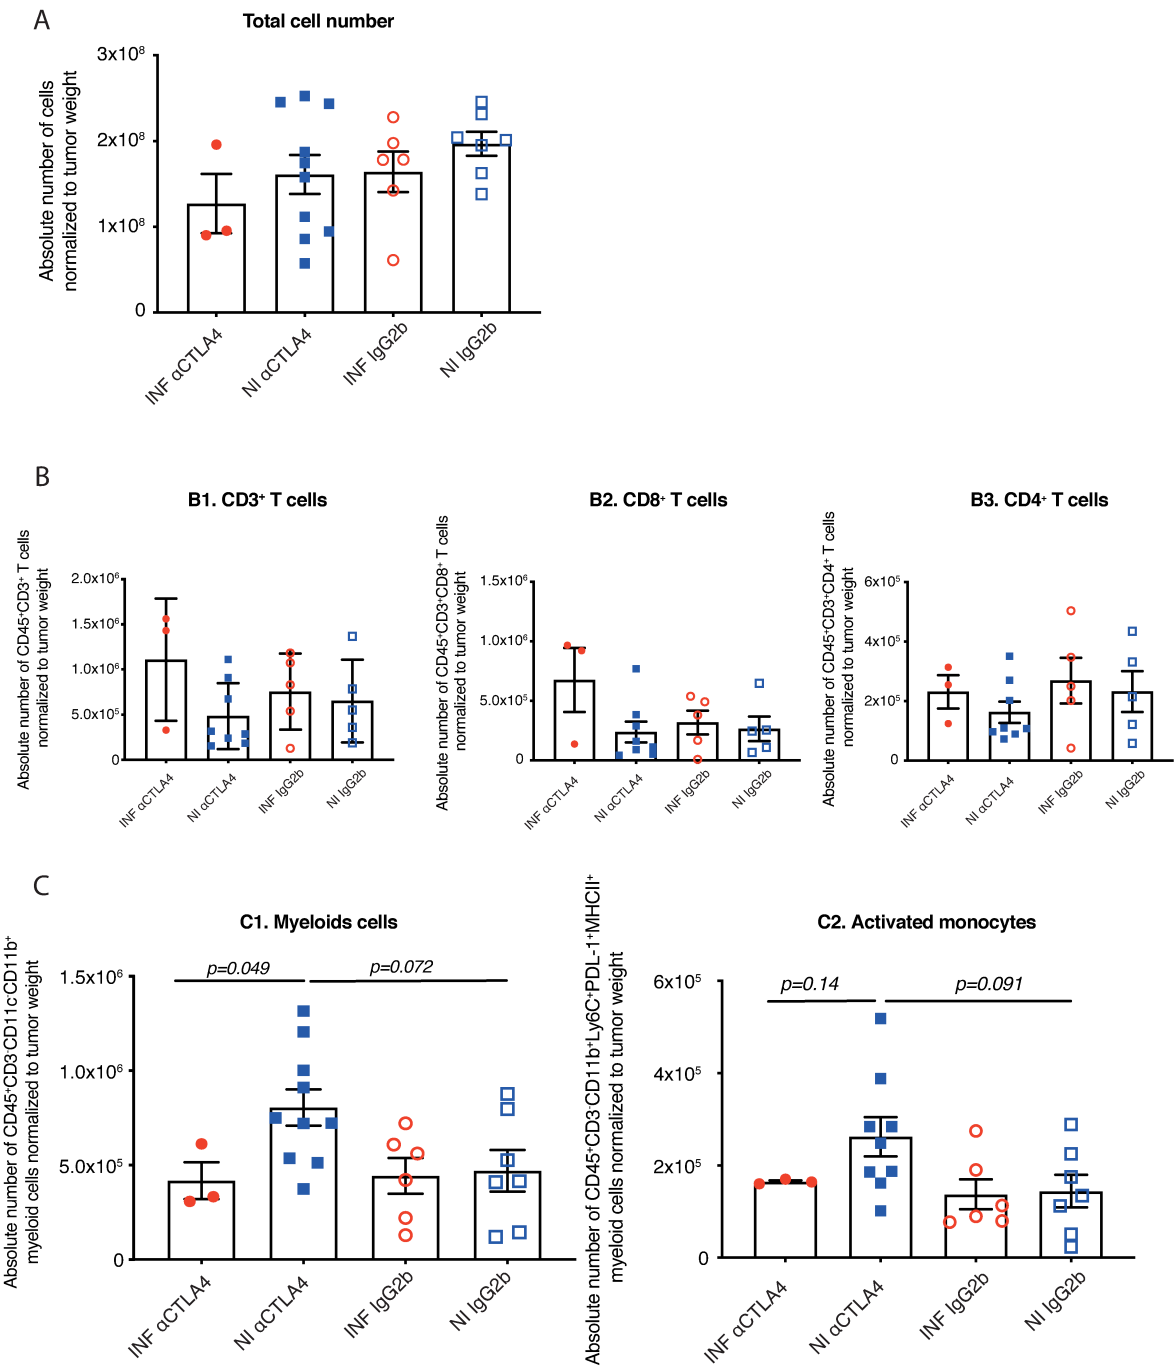 A
Total cell number
Absolute number of cells
normalized to tumor weight
3x10⁸
2x10⁸
1x10⁸
0
INF αCTLA4
NI αCTLA4
INF IgG2b
NI IgG2b
B
B1. CD3⁺ T cells
Absolute number of CD45⁺CD3⁺ T cells
normalized to tumor weight
2.0x10⁶
1.5x10⁶
1.0x10⁶
5.0x10⁵
0
INF αCTLA4
NI αCTLA4
INF IgG2b
NI IgG2b
B2. CD8⁺ T cells
Absolute number of CD45⁺CD3⁺CD8⁺ T cells
normalized to tumor weight
1.5x10⁶
1.0x10⁶
5.0x10⁵
0
INF αCTLA4
NI αCTLA4
INF IgG2b
NI IgG2b
B3. CD4⁺ T cells
Absolute number of CD45⁺CD3⁺CD4⁺ T cells
normalized to tumor weight
6x10⁵
4x10⁵
2x10⁵
0
INF αCTLA4
NI αCTLA4
INF IgG2b
NI IgG2b
C
C1. Myeloids cells
Absolute number of CD45⁺CD3⁻CD11c⁻CD11b⁺
myeloid cells normalized to tumor weight
p=0.049
p=0.072
1.5x10⁶
1.0x10⁶
5.0x10⁵
0
INF αCTLA4
NI αCTLA4
INF IgG2b
NI IgG2b
C2. Activated monocytes
Absolute number of CD45⁺CD3⁻CD11b⁺Ly6C⁺PDL-1⁺MHCII⁺
myeloid cells normalized to tumor weight
p=0.14
p=0.091
6x10⁵
4x10⁵
2x10⁵
0
INF αCTLA4
NI αCTLA4
INF IgG2b
NI IgG2b